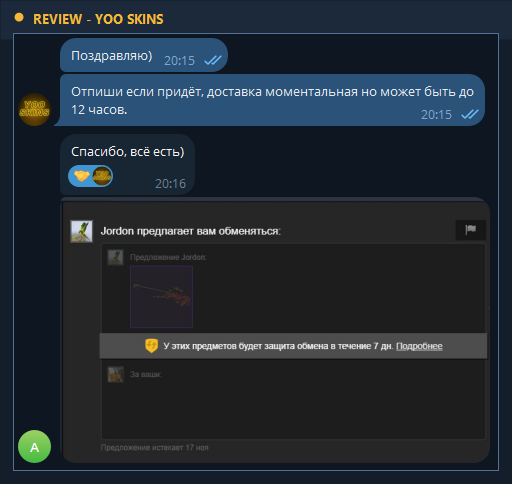 REVIEW - YOO SKINS
Поздравляю)
20:15
Отпиши если придёт, доставка моментальная но может быть до
12 часов.
20:15
YOO
SKINS
Спасибо, всё есть)
20:16
Jordon предлагает вам обменяться:
Предложение Jordon:
У этих предметов будет защита обмена в течение 7 дн. Подробнее
За ваши:
Предложение истекает 17 ноя
A